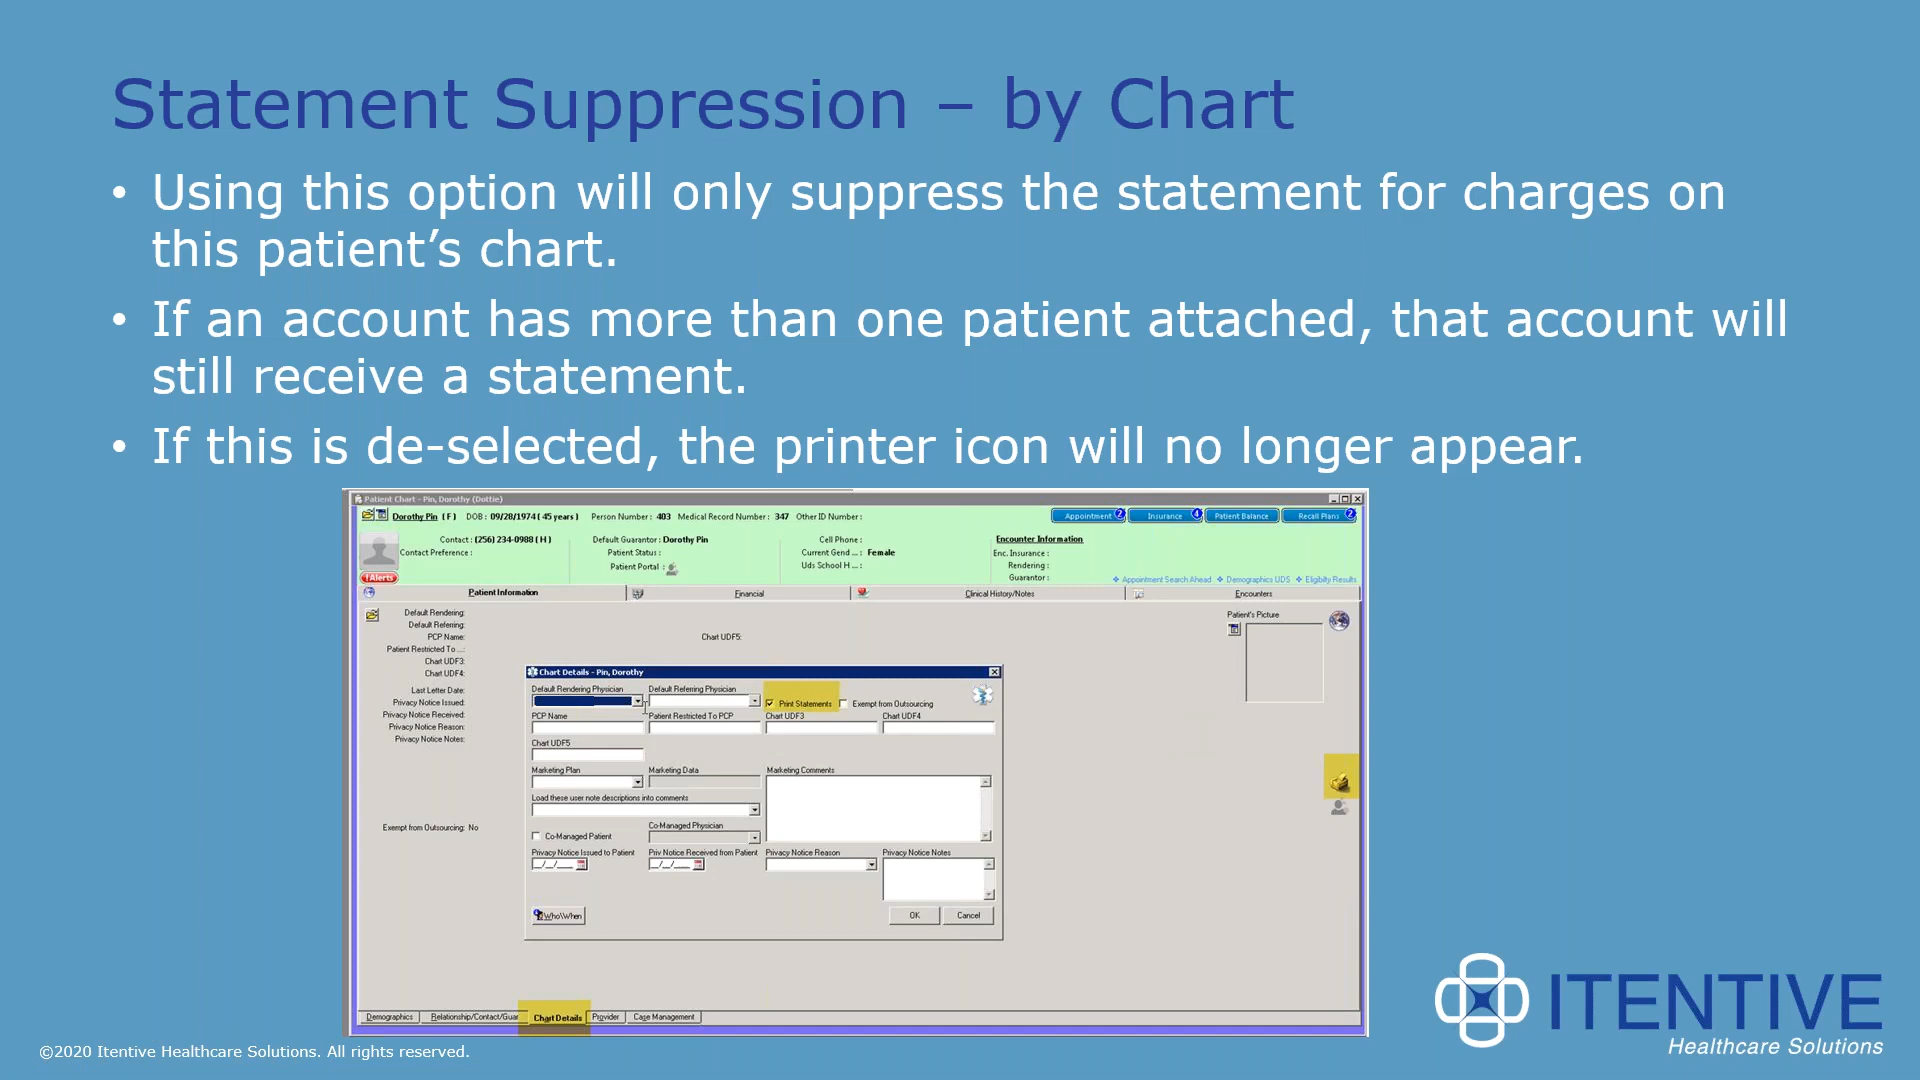 Statement Suppression – by Chart
• Using this option will only suppress the statement for charges on
this patient’s chart.
• If an account has more than one patient attached, that account will
still receive a statement.
• If this is de-selected, the printer icon will no longer appear.
Patient Chart - Pin, Dorothy (Dottie)
Dorothy Pin ( F ) DOB : 09/28/1974 ( 45 years ) Person Number : 403 Medical Record Number : 347 Other ID Number :
Appointment 2 Insurance 4 Patient Balance Recall Plans 2
Contact : (256) 234-0988 ( H ) Default Guarantor : Dorothy Pin Cell Phone : Encounter Information
Contact Preference : Patient Status : Current Gend ... : Female Enc. Insurance :
Patient Portal : Uds School H ... : Rendering :
!Alerts Guarantor : Appointment Search Ahead Demographics UDS Eligibilty Results
Patient Information Financial Clinical History/Notes Encounters
Default Rendering:
Default Referring:
PCP Name: Chart UDF5:
Patient Restricted To ...:
Chart UDF3:
Chart UDF4:
Last Letter Date:
Privacy Notice Issued:
Privacy Notice Received:
Privacy Notice Reason:
Privacy Notice Notes:
Exempt from Outsourcing: No
Patient's Picture
Chart Details - Pin, Dorothy
Default Rendering Physician Default Referring Physician
Print Statements Exempt from Outsourcing
PCP Name Patient Restricted To PCP Chart UDF3 Chart UDF4
Chart UDF5
Marketing Plan Marketing Data Marketing Comments
Load these user note descriptions into comments
Co-Managed Patient Co-Managed Physician
Privacy Notice Issued to Patient Priv Notice Received from Patient Privacy Notice Reason Privacy Notice Notes
__/__/____ __/__/____
Who\When OK Cancel
Demographics Relationship/Contact/Guar Chart Details Provider Case Management
ITENTIVE
Healthcare Solutions
©2020 Itentive Healthcare Solutions. All rights reserved.